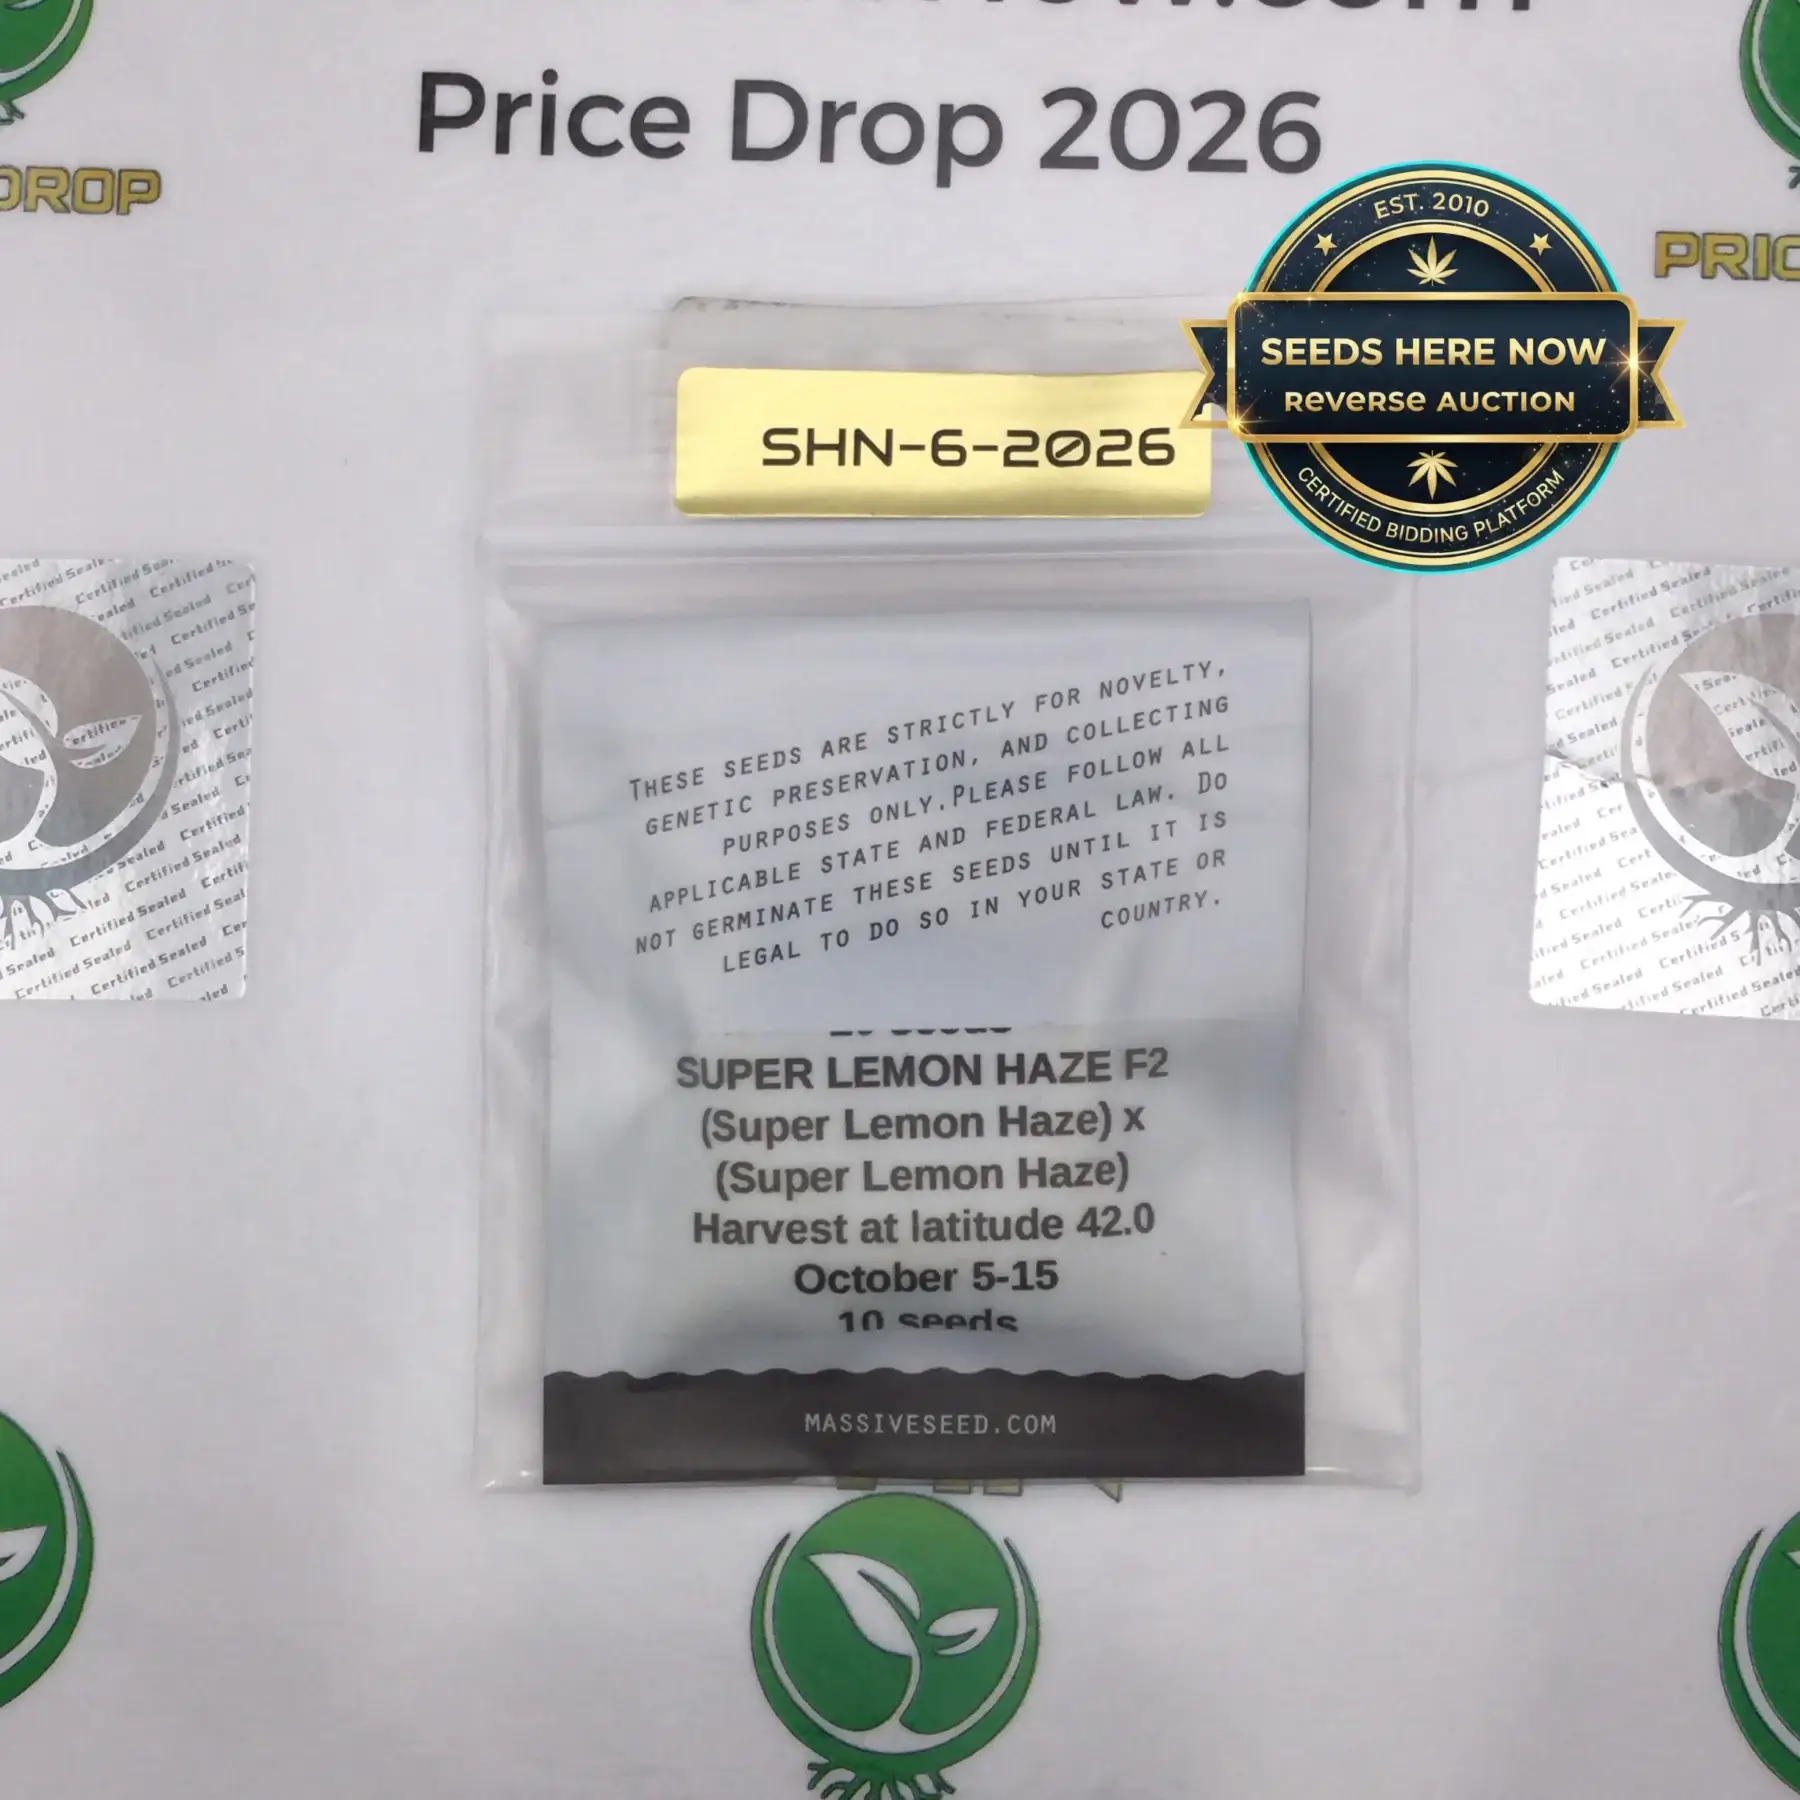 Price Drop 2026
DROP
EST. 2010
SEEDS HERE NOW
REVERSE AUCTION
CERTIFIED BIDDING PLATFORM
SHN-6-2026
Certified Sealed
THESE SEEDS ARE STRICTLY FOR NOVELTY,
GENETIC PRESERVATION, AND COLLECTING
PURPOSES ONLY.PLEASE FOLLOW ALL
APPLICABLE STATE AND FEDERAL LAW. DO
NOT GERMINATE THESE SEEDS UNTIL IT IS
LEGAL TO DO SO IN YOUR STATE OR
COUNTRY.
SUPER LEMON HAZE F2
(Super Lemon Haze) x
(Super Lemon Haze)
Harvest at latitude 42.0
October 5-15
10 seeds
MASSIVESEED.COM